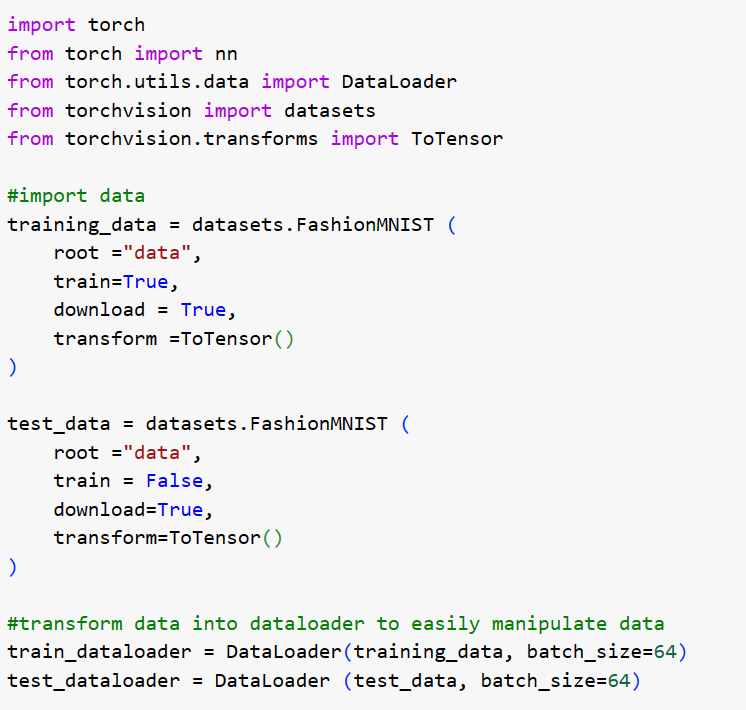 import torch
from torch import nn
from torch.utils.data import DataLoader
from torchvision import datasets
from torchvision.transforms import ToTensor

#import data
training_data = datasets.FashionMNIST (
    root ="data",
    train=True,
    download = True,
    transform =ToTensor()
)

test_data = datasets.FashionMNIST (
    root ="data",
    train = False,
    download=True,
    transform=ToTensor()
)

#transform data into dataloader to easily manipulate data
train_dataloader = DataLoader(training_data, batch_size=64)
test_dataloader = DataLoader (test_data, batch_size=64)